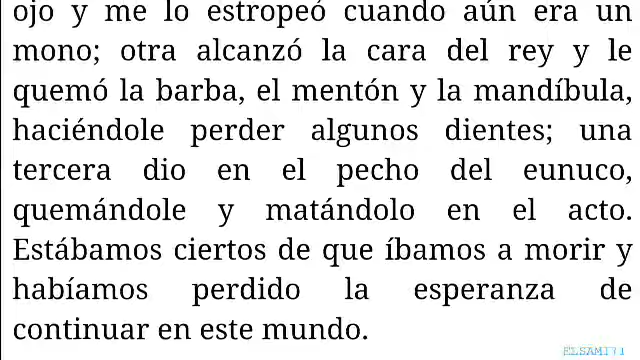 ojo y me lo estropeó cuando aún era un
mono; otra alcanzó la cara del rey y le
quemó la barba, el mentón y la mandíbula,
haciéndole perder algunos dientes; una
tercera dio en el pecho del eunuco,
quemándole y matándolo en el acto.
Estábamos ciertos de que íbamos a morir y
habíamos perdido la esperanza de
continuar en este mundo.
ELSAMI71